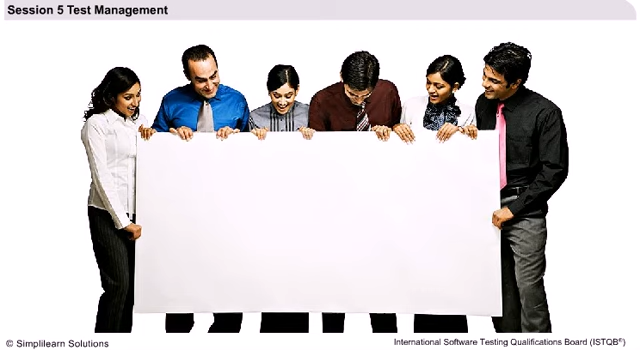 Session 5 Test Management
© Simplilearn Solutions
International Software Testing Qualifications Board (ISTQB®)